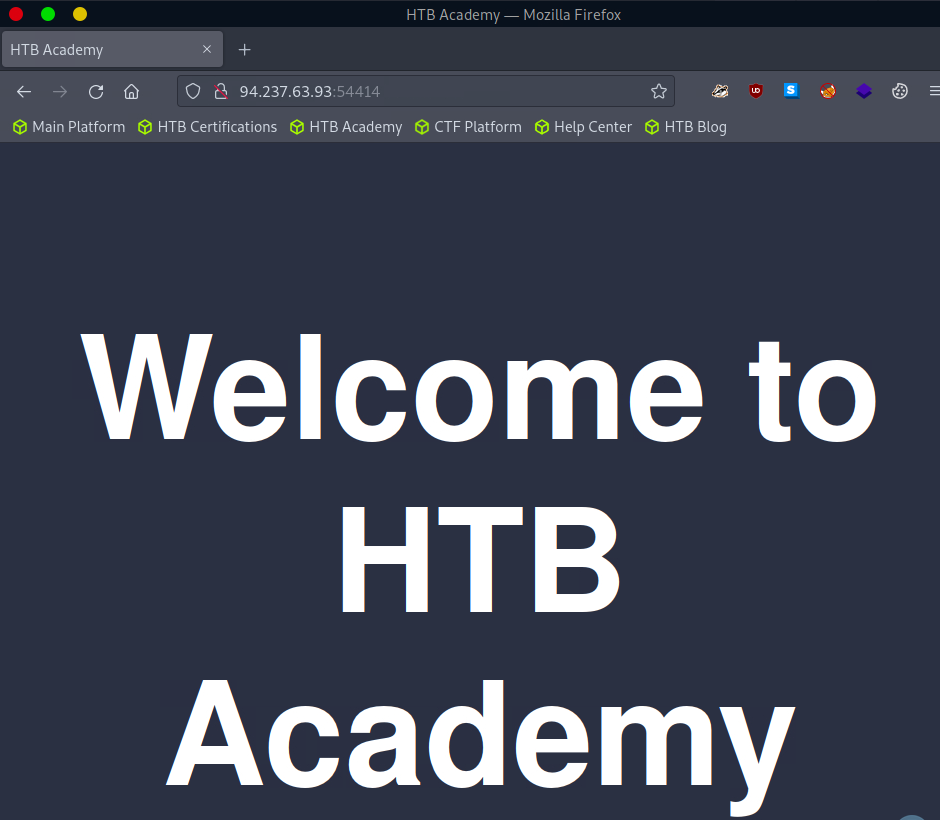 HTB Academy — Mozilla Firefox
HTB Academy
94.237.63.93:54414
Main Platform HTB Certifications HTB Academy CTF Platform Help Center HTB Blog
Welcome to
HTB
Academy